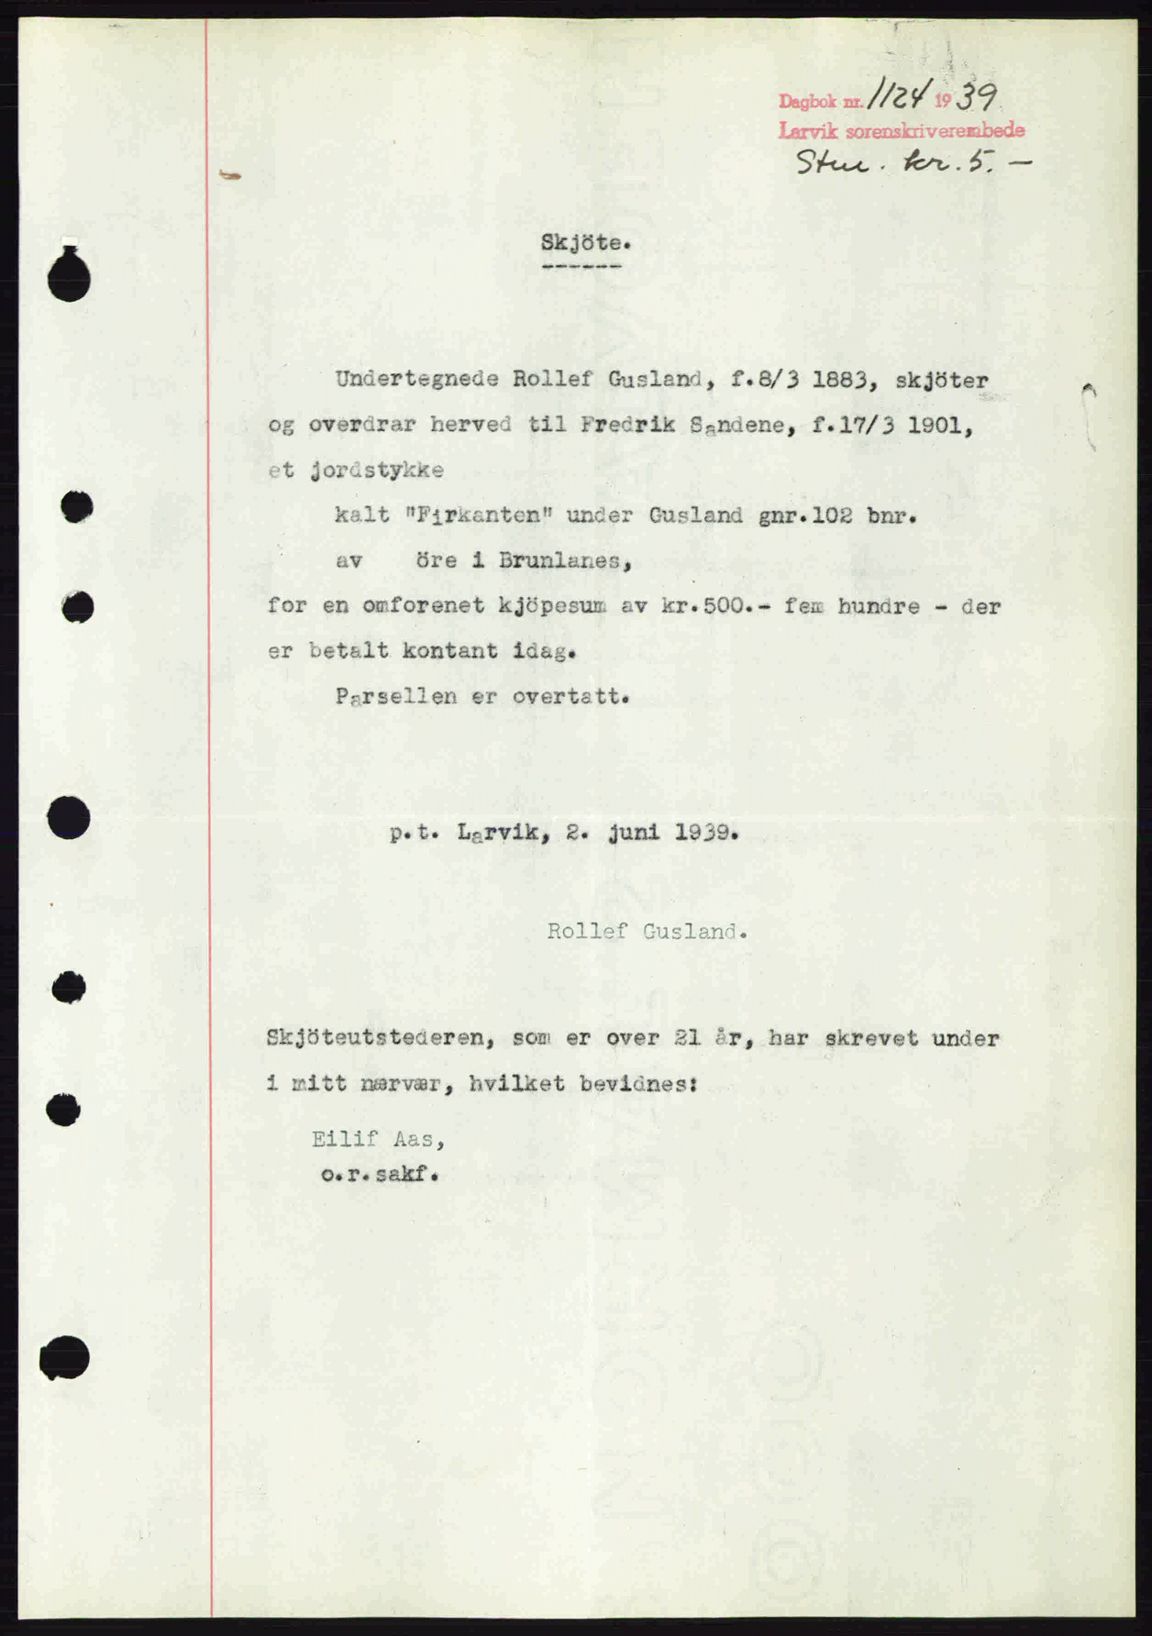 Dagbok nr. 1124 1939
Larvik sorenskriverembede
kr. 5. —
Skjöte.
------
Undertegnede Rollef Gusland, f.8/3 1883, skjöter
og overdrar herved til Fredrik Sandene, f.17/3 1901,
et jordstykke
kalt "Firkanten" under Gusland gnr.102 bnr.
av öre i Brunlanes,
for en omforenet kjöpesum av kr.500.- fem hundre - der
er betalt kontant idag.
Parsellen er overtatt.
p.t. Larvik, 2. juni 1939.
Rollef Gusland.
Skjöteutstederen, som er over 21 år, har skrevet under
i mitt nærvær, hvilket bevidnes:
Eilif Aas,
o.r.sakf.